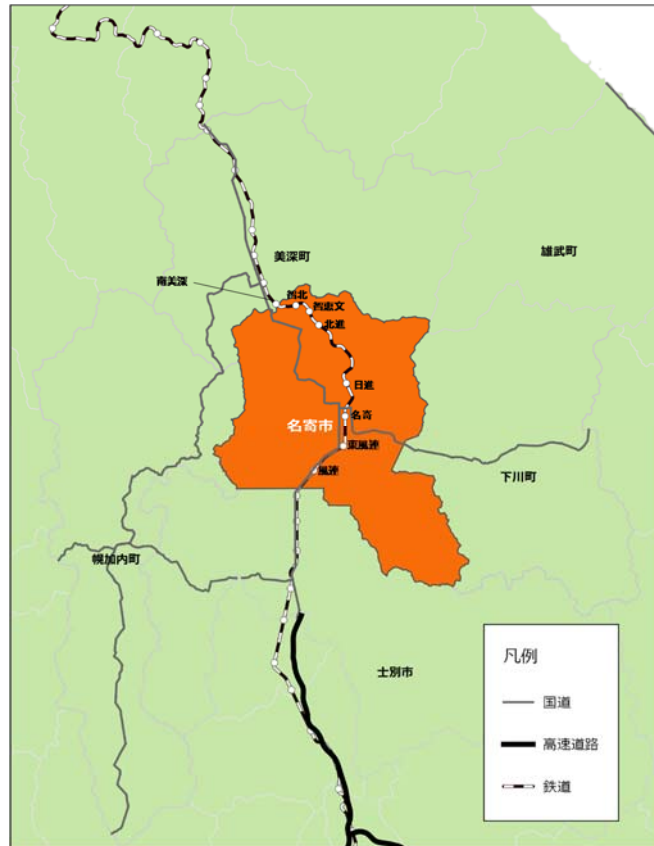 美深町
雄武町
南美深
智北
智恵文
北進
日進
名寄市
名寄
東風連
風連
下川町
幌加内町
士別市
凡例
国道
高速道路
鉄道